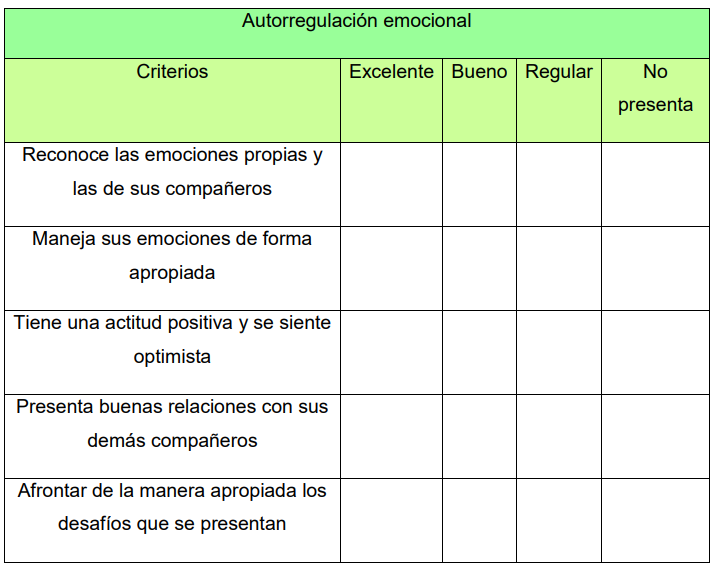 Autorregulación emocional
Criterios Excelente Bueno Regular No
presenta
Reconoce las emociones propias y
las de sus compañeros
Maneja sus emociones de forma
apropiada
Tiene una actitud positiva y se siente
optimista
Presenta buenas relaciones con sus
demás compañeros
Afrontar de la manera apropiada los
desafíos que se presentan